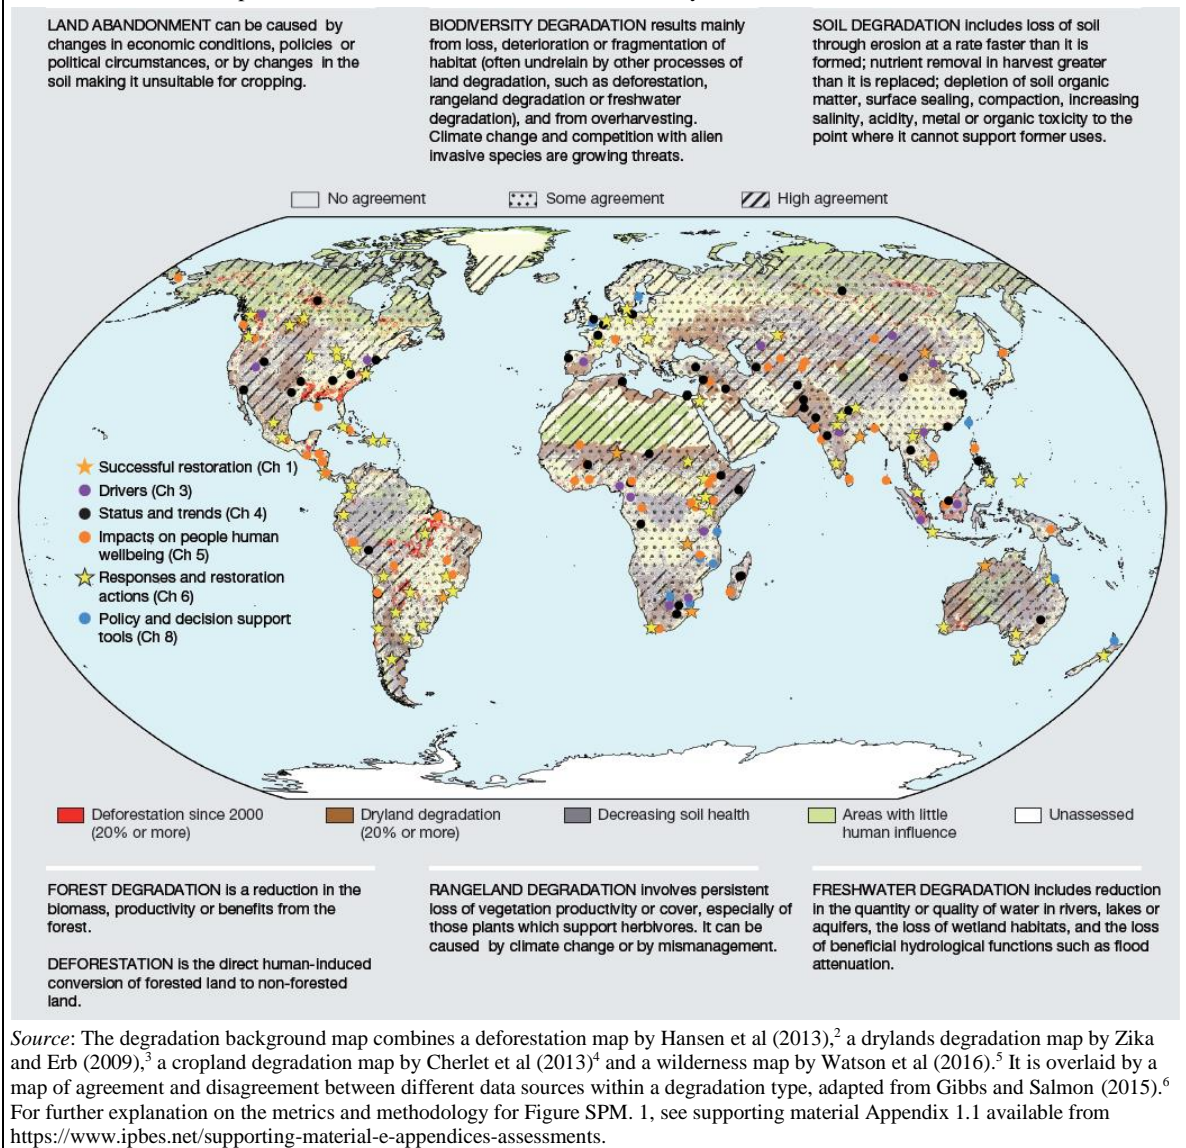 LAND ABANDONMENT can be caused by
changes in economic conditions, policies or
political circumstances, or by changes in the
soil making it unsuitable for cropping.
BIODIVERSITY DEGRADATION results mainly
from loss, deterioration or fragmentation of
habitat (often undrelain by other processes of
land degradation, such as deforestation,
rangeland degradation or freshwater
degradation), and from overharvesting.
Climate change and competition with alien
invasive species are growing threats.
SOIL DEGRADATION includes loss of soil
through erosion at a rate faster than it is
formed; nutrient removal in harvest greater
than it is replaced; depletion of soil organic
matter, surface sealing, compaction, increasing
salinity, acidity, metal or organic toxicity to the
point where it cannot support former uses.
No agreement
Some agreement
High agreement
Successful restoration (Ch 1)
Drivers (Ch 3)
Status and trends (Ch 4)
Impacts on people human
wellbeing (Ch 5)
Responses and restoration
actions (Ch 6)
Policy and decision support
tools (Ch 8)
Deforestation since 2000
(20% or more)
Dryland degradation
(20% or more)
Decreasing soil health
Areas with little
human influence
Unassessed
FOREST DEGRADATION is a reduction in the
biomass, productivity or benefits from the
forest.
DEFORESTATION is the direct human-induced
conversion of forested land to non-forested
land.
RANGELAND DEGRADATION involves persistent
loss of vegetation productivity or cover, especially of
those plants which support herbivores. It can be
caused by climate change or by mismanagement.
FRESHWATER DEGRADATION includes reduction
in the quantity or quality of water in rivers, lakes or
aquifers, the loss of wetland habitats, and the loss
of beneficial hydrological functions such as flood
attenuation.
Source: The degradation background map combines a deforestation map by Hansen et al (2013),2 a drylands degradation map by Zika
and Erb (2009),3 a cropland degradation map by Cherlet et al (2013)4 and a wilderness map by Watson et al (2016).5 It is overlaid by a
map of agreement and disagreement between different data sources within a degradation type, adapted from Gibbs and Salmon (2015).6
For further explanation on the metrics and methodology for Figure SPM. 1, see supporting material Appendix 1.1 available from
https://www.ipbes.net/supporting-material-e-appendices-assessments.